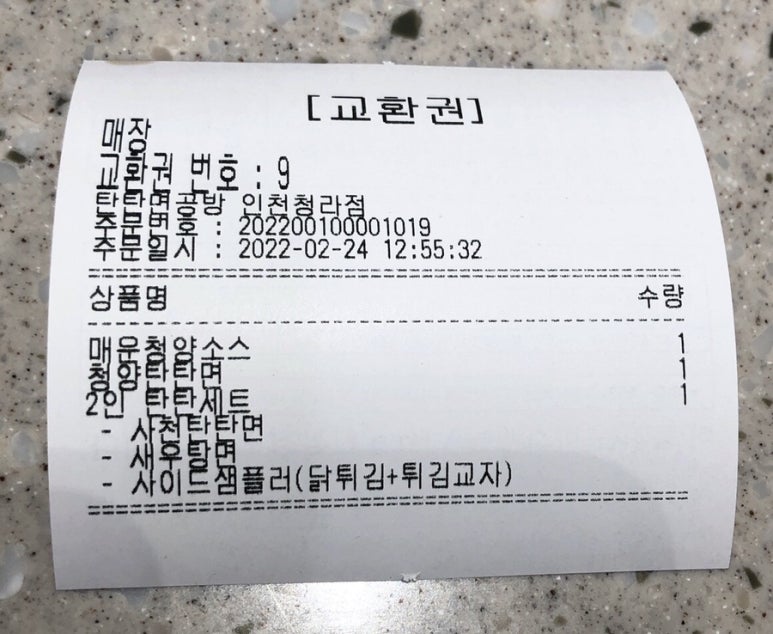 [교환권]
매장
교환권 번호 : 9
탄탄면공방 인천청라점
주문번호 : 202200100001019
주문일시 : 2022-02-24 12:55:32
상품명 수량
매운청양소스 1
청양탄탄면 1
2인 탄탄세트 1
- 사천탄탄면
- 새우탕면
- 사이드샘플러(닭튀김+튀김교자)